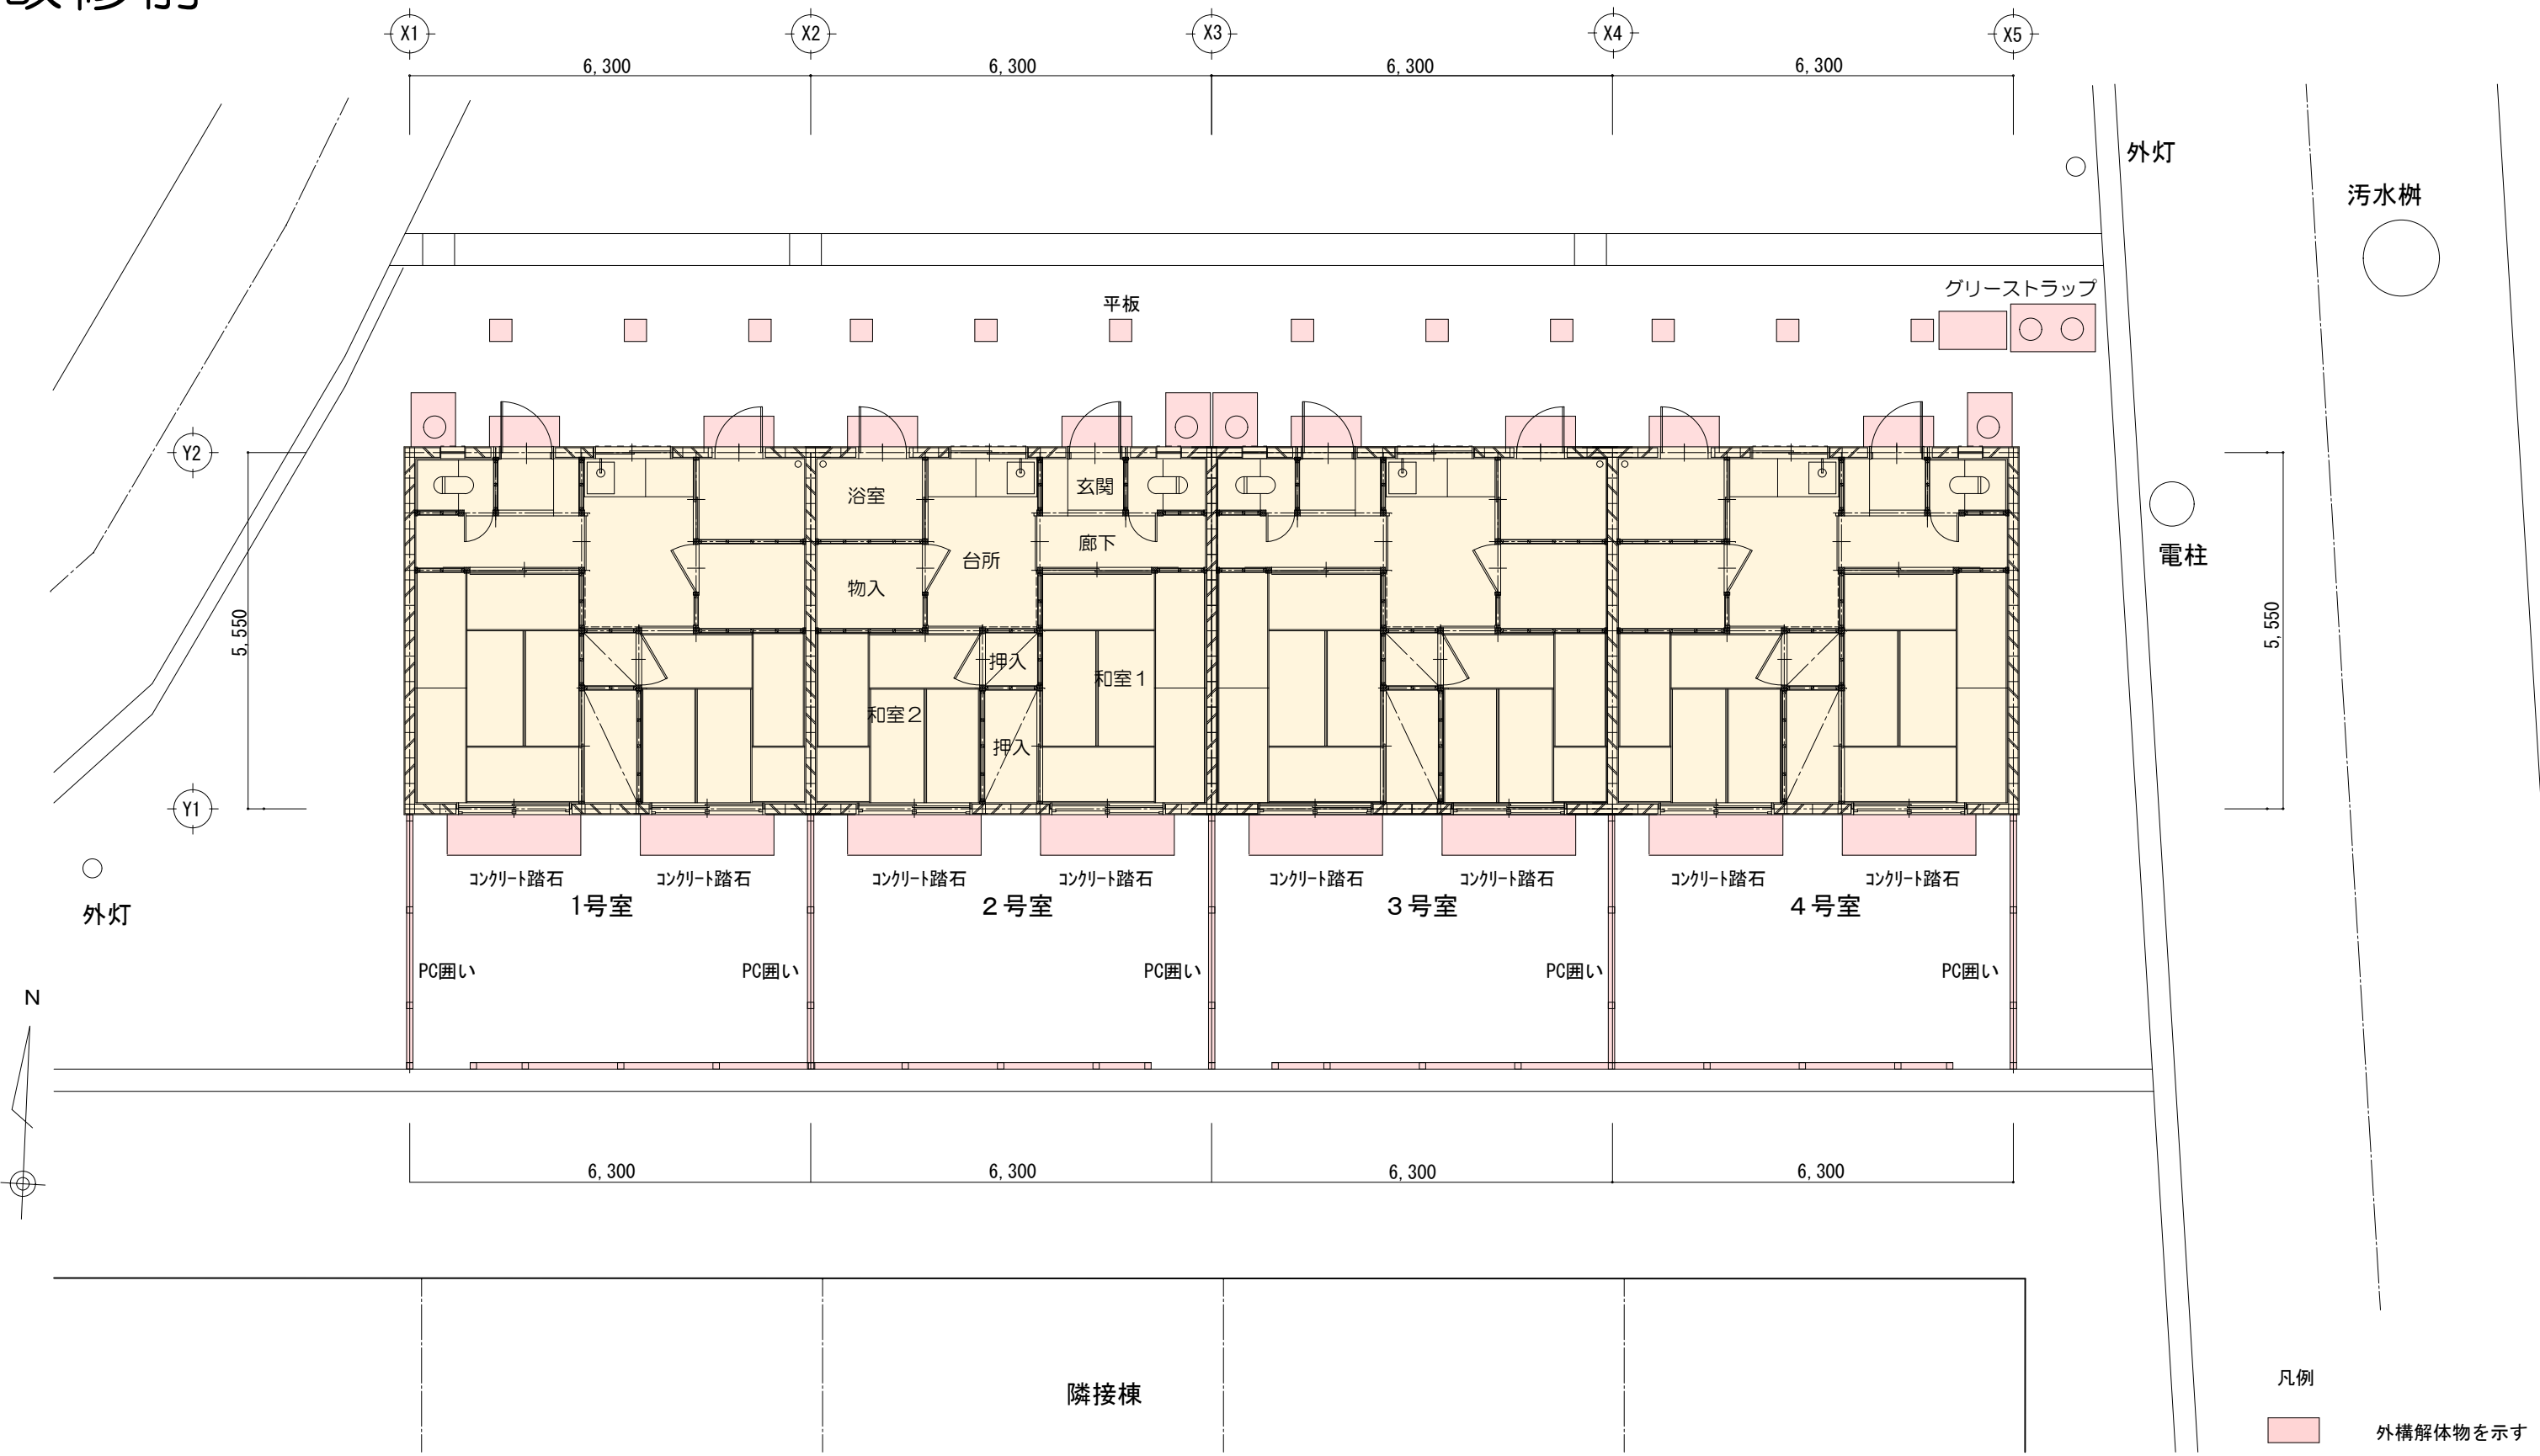 X1 X2 X3 X4 X5
6,300 6,300 6,300 6,300
外灯
汚水桝
グリーストラップ
平板
Y2
浴室
玄関
廊下
台所
電柱
物入
5,550
5,550
押入
和室1
和室2
押入
Y1
コンクリート踏石 コンクリート踏石 コンクリート踏石 コンクリート踏石 コンクリート踏石 コンクリート踏石 コンクリート踏石 コンクリート踏石
1号室 2号室 3号室 4号室
外灯
PC囲い PC囲い PC囲い PC囲い PC囲い
N
6,300 6,300 6,300 6,300
隣接棟
凡例
外構解体物を示す